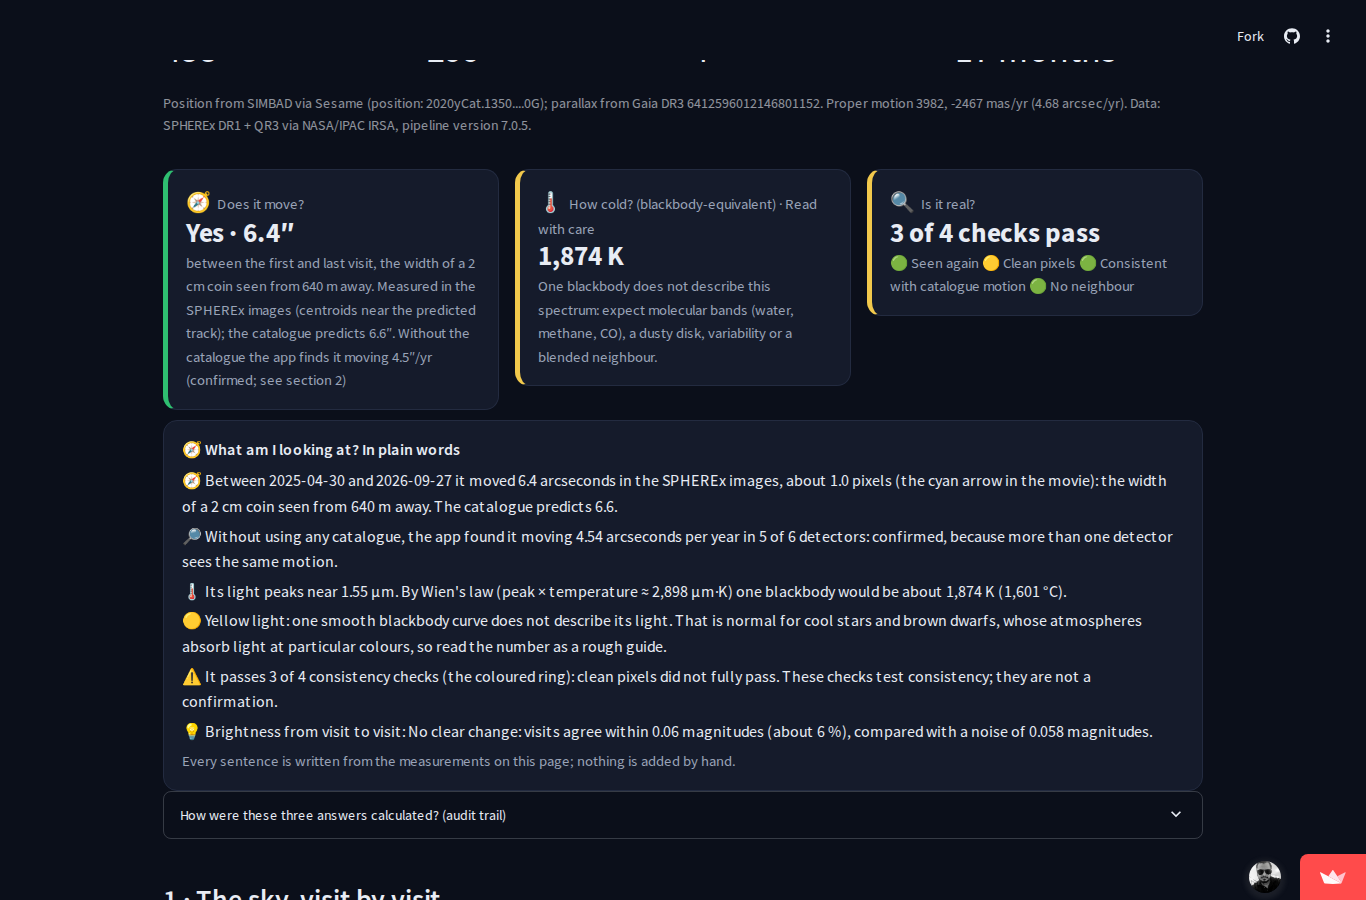 Fork
Position from SIMBAD via Sesame (position: 2020yCat.1350....0G); parallax from Gaia DR3 6412596012146801152. Proper motion 3982, -2467 mas/yr (4.68 arcsec/yr). Data:
SPHEREx DR1 + QR3 via NASA/IPAC IRSA, pipeline version 7.0.5.
🧭 Does it move?
Yes · 6.4″
between the first and last visit, the width of a 2
cm coin seen from 640 m away. Measured in the
SPHEREx images (centroids near the predicted
track); the catalogue predicts 6.6″. Without the
catalogue the app finds it moving 4.5″/yr
(confirmed; see section 2)
🌡️ How cold? (blackbody-equivalent) · Read
with care
1,874 K
One blackbody does not describe this
spectrum: expect molecular bands (water,
methane, CO), a dusty disk, variability or a
blended neighbour.
🔍 Is it real?
3 of 4 checks pass
🟢 Seen again 🟡 Clean pixels 🟢 Consistent
with catalogue motion 🟢 No neighbour
🧭 What am I looking at? In plain words
🧭 Between 2025-04-30 and 2026-09-27 it moved 6.4 arcseconds in the SPHEREx images, about 1.0 pixels (the cyan arrow in the movie): the width
of a 2 cm coin seen from 640 m away. The catalogue predicts 6.6.
🔎 Without using any catalogue, the app found it moving 4.54 arcseconds per year in 5 of 6 detectors: confirmed, because more than one detector
sees the same motion.
🌡️ Its light peaks near 1.55 µm. By Wien's law (peak × temperature ≈ 2,898 µm·K) one blackbody would be about 1,874 K (1,601 °C).
🟡 Yellow light: one smooth blackbody curve does not describe its light. That is normal for cool stars and brown dwarfs, whose atmospheres
absorb light at particular colours, so read the number as a rough guide.
⚠️ It passes 3 of 4 consistency checks (the coloured ring): clean pixels did not fully pass. These checks test consistency; they are not a
confirmation.
💡 Brightness from visit to visit: No clear change: visits agree within 0.06 magnitudes (about 6 %), compared with a noise of 0.058 magnitudes.
Every sentence is written from the measurements on this page; nothing is added by hand.
How were these three answers calculated? (audit trail)
1 · The sky, visit by visit